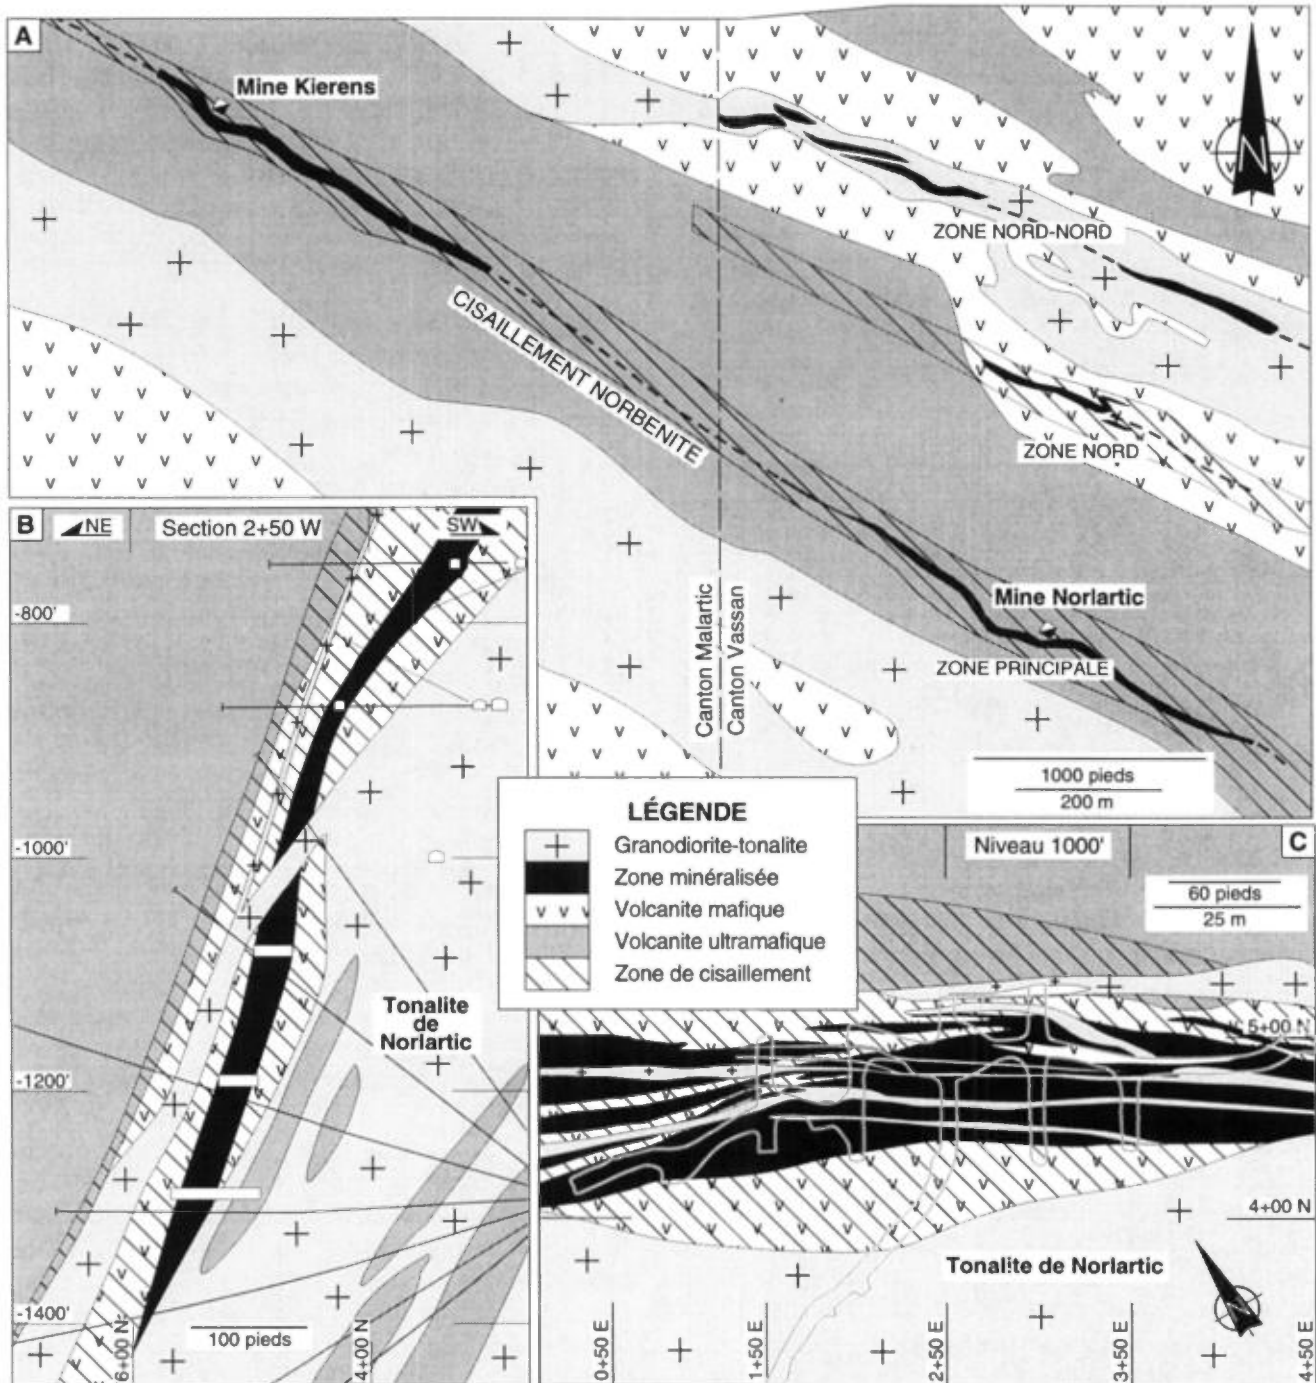 A
Mine Kierens
N
ZONE NORD-NORD
CISAILLEMENT NORBENITE
ZONE NORD
Canton Malartic
Canton Vassan
Mine Norlartic
ZONE PRINCIPALE
1000 pieds
200 m
B
NE
Section 2+50 W
SW
-800'
-1000'
-1200'
-1400'
Tonalite
de
Norlartic
100 pieds
6+00 N
4+00 N
LÉGENDE
Granodiorite-tonalite
Zone minéralisée
Volcanite mafique
Volcanite ultramafique
Zone de cisaillement
Niveau 1000'
C
60 pieds
25 m
5+00 N
4+00 N
Tonalite de Norlartic
N
0+50 E
1+50 E
2+50 E
3+50 E
4+50 E